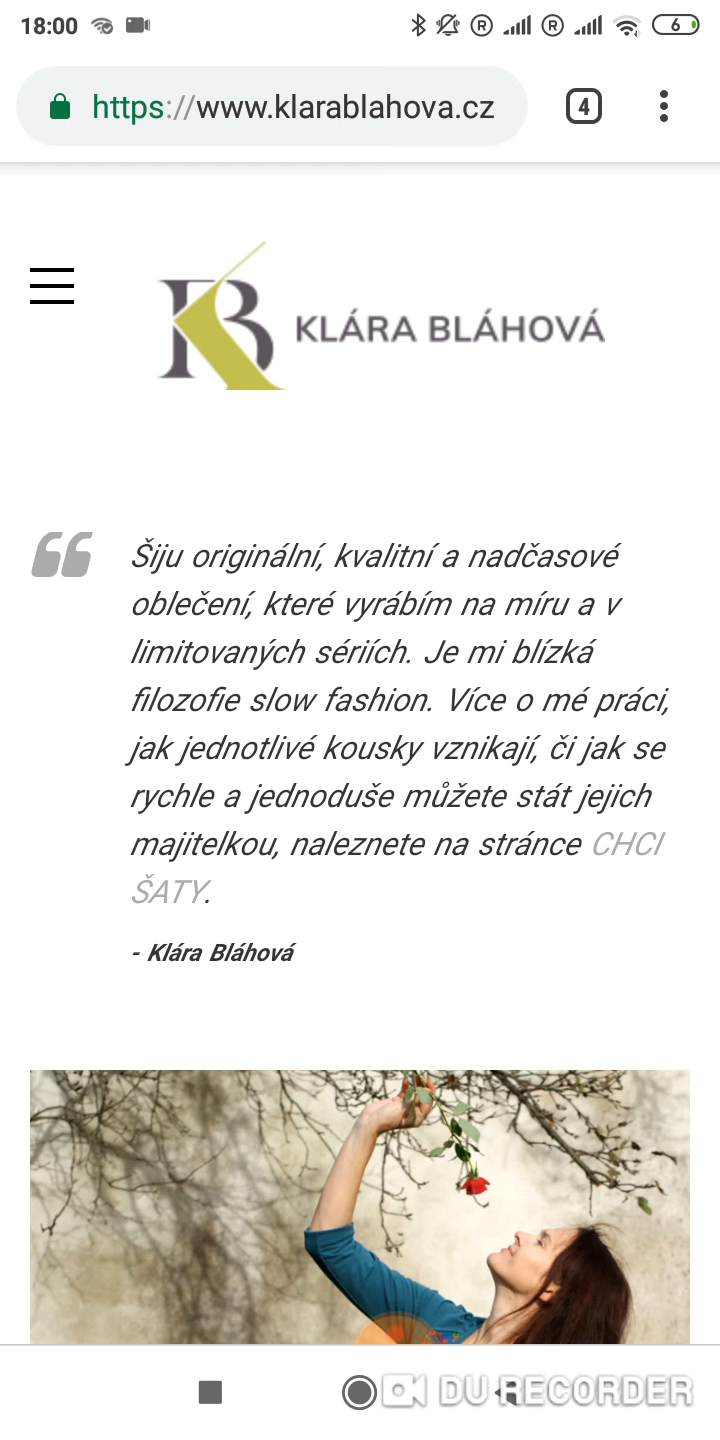 18:00
R R 6
https://www.klarablahova.cz 4
KB KLÁRA BLÁHOVÁ
“ Šiju originální, kvalitní a nadčasové
oblečení, které vyrábím na míru a v
limitovaných sériích. Je mi blízká
filozofie slow fashion. Více o mé práci,
jak jednotlivé kousky vznikají, či jak se
rychle a jednoduše můžete stát jejich
majitelkou, naleznete na stránce CHCI
ŠATY.
- Klára Bláhová
DU RECORDER